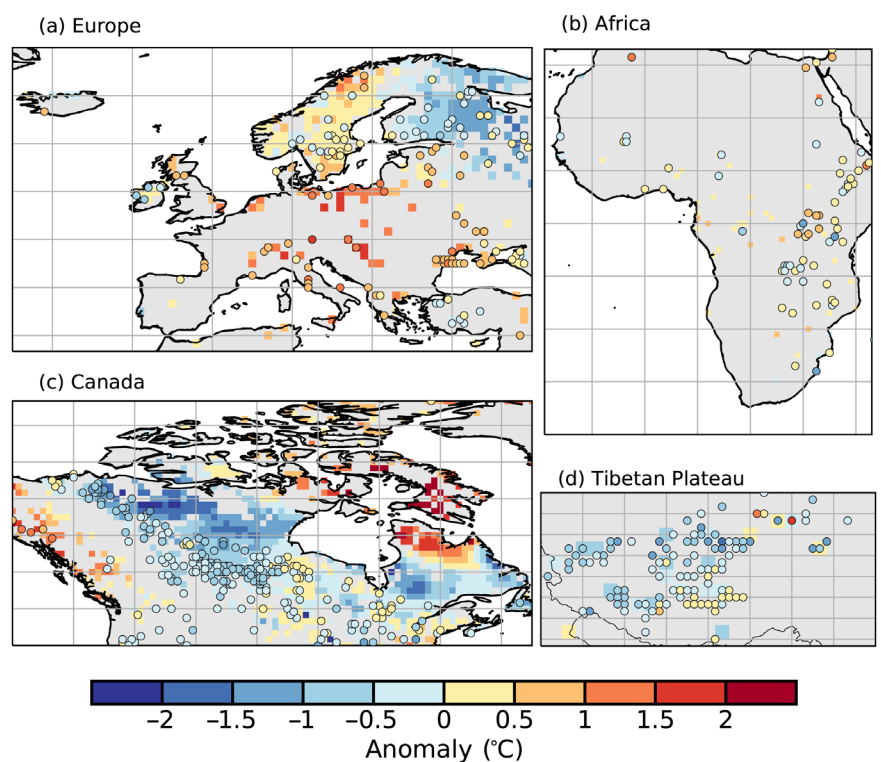 (a) Europe
(b) Africa
(c) Canada
(d) Tibetan Plateau
−2 −1.5 −1 −0.5 0 0.5 1 1.5 2
Anomaly (°C)